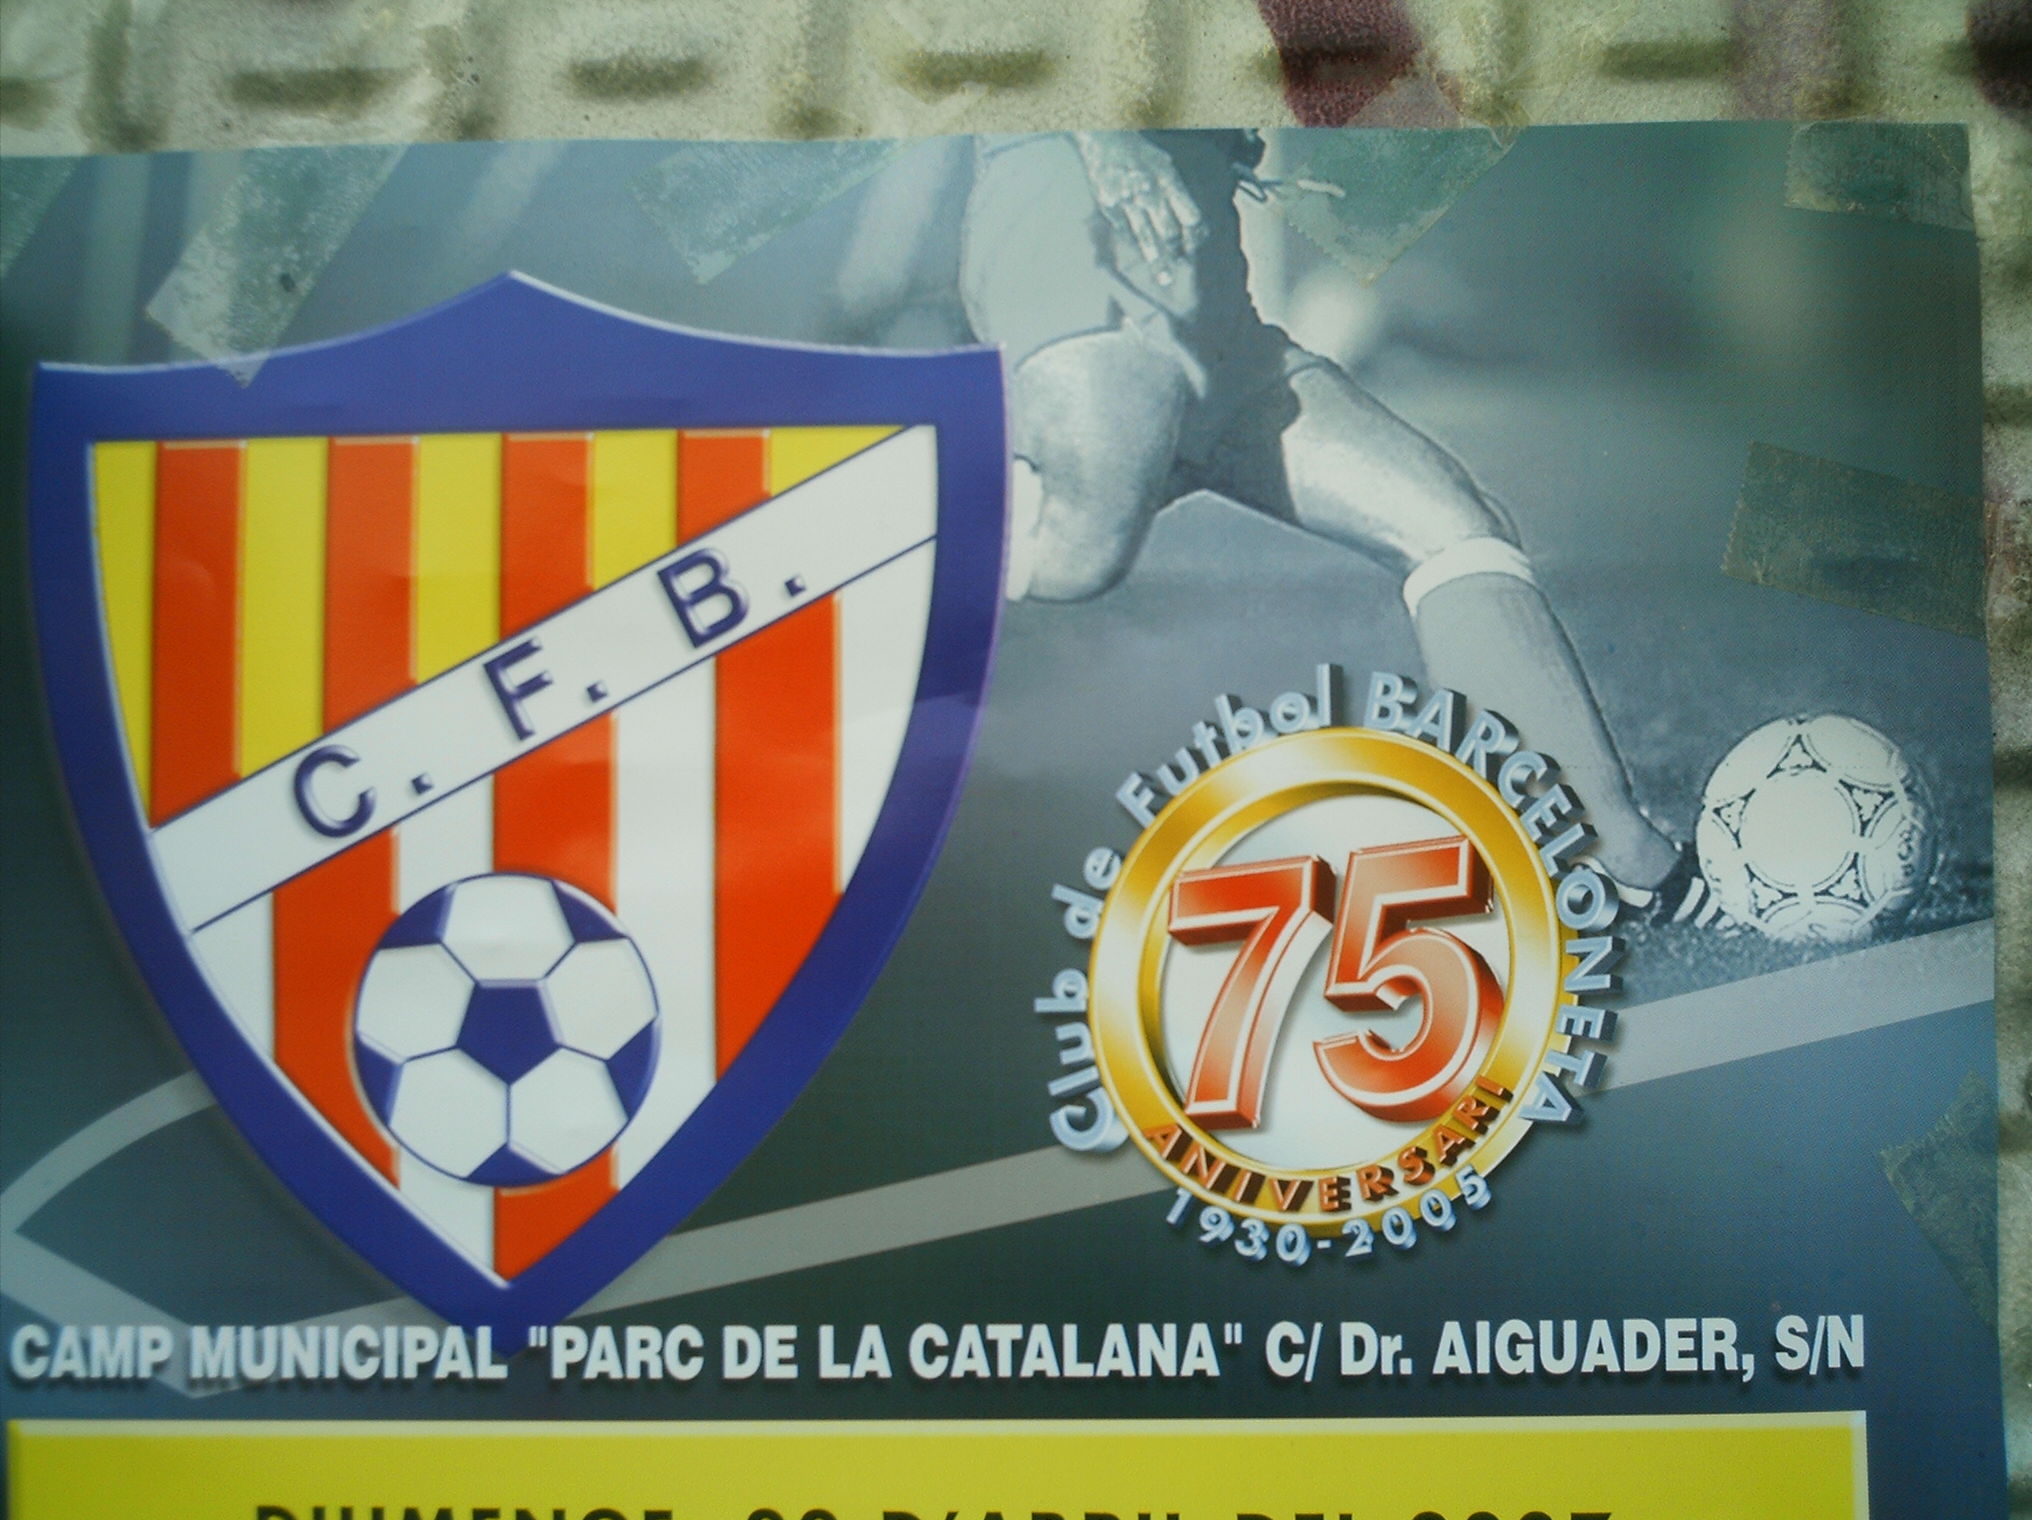 C. F. B.
Club de Futbol BARCELONETA
75
ANIVERSARI
1930-2005
CAMP MUNICIPAL "PARC DE LA CATALANA" C/ Dr. AIGUADER, S/N